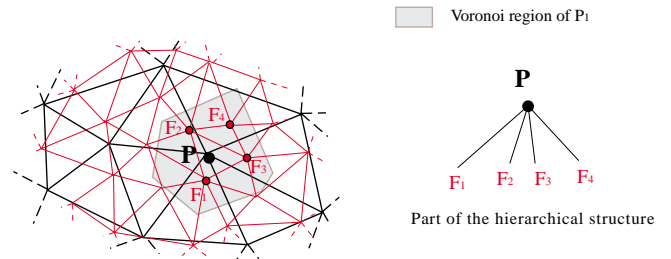 Voronoi region of P1
P
F2
F4
P
F3
F1
F1
F2
F3
F4
Part of the hierarchical structure